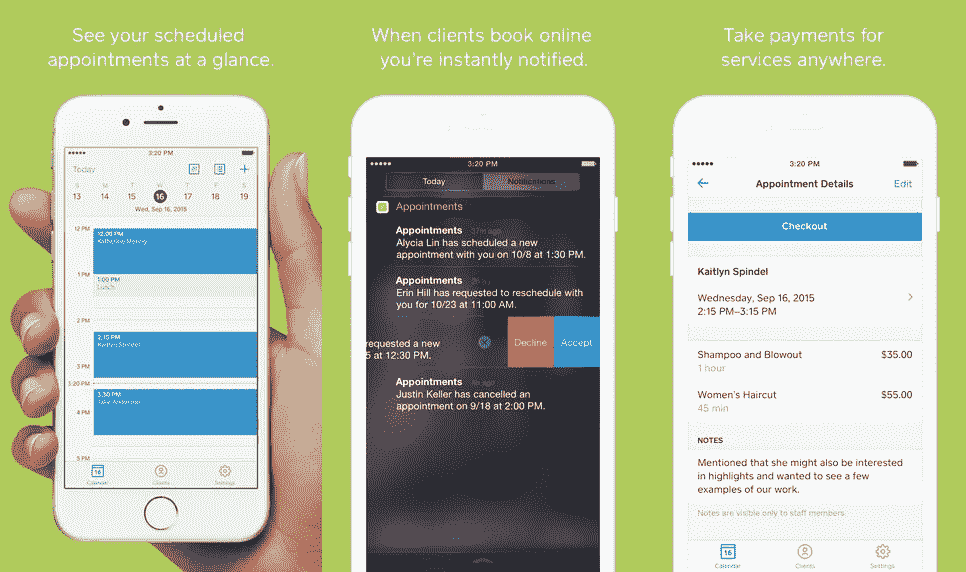 See your scheduled
appointments at a glance.
3:20 PM
Today
S M T W T F S
13 14 15 16 17 18 19
Wed, Sep 16, 2015
12 PM
12:00 PM
1 PM
1:00 PM
Lunch
2 PM
2:15 PM
Kaitlyn Spindel
3 PM
3:20 PM
3:30 PM
4 PM
5 PM
Calendar
Clients
Settings
When clients book online
you're instantly notified.
3:20 PM
Today
Notifications
Appointments
Appointments
37m ago
Alycia Lin has scheduled a new
appointment with you on 10/8 at 1:30 PM.
Appointments
Erin Hill has requested to reschedule with
you for 10/23 at 11:00 AM.
requested a new
5 at 12:30 PM.
Decline
Accept
Appointments
ago
Justin Keller has cancelled an
appointment on 9/18 at 2:00 PM.
Take payments for
services anywhere.
3:20 PM
Appointment Details
Edit
Checkout
Kaitlyn Spindel
Wednesday, Sep 16, 2015
2:15 PM–3:15 PM
Shampoo and Blowout $35.00
1 hour
Women's Haircut $55.00
45 min
NOTES
Mentioned that she might also be interested
in highlights and wanted to see a few
examples of our work.
Notes are visible only to staff members
16
Calendar
Clients
Settings